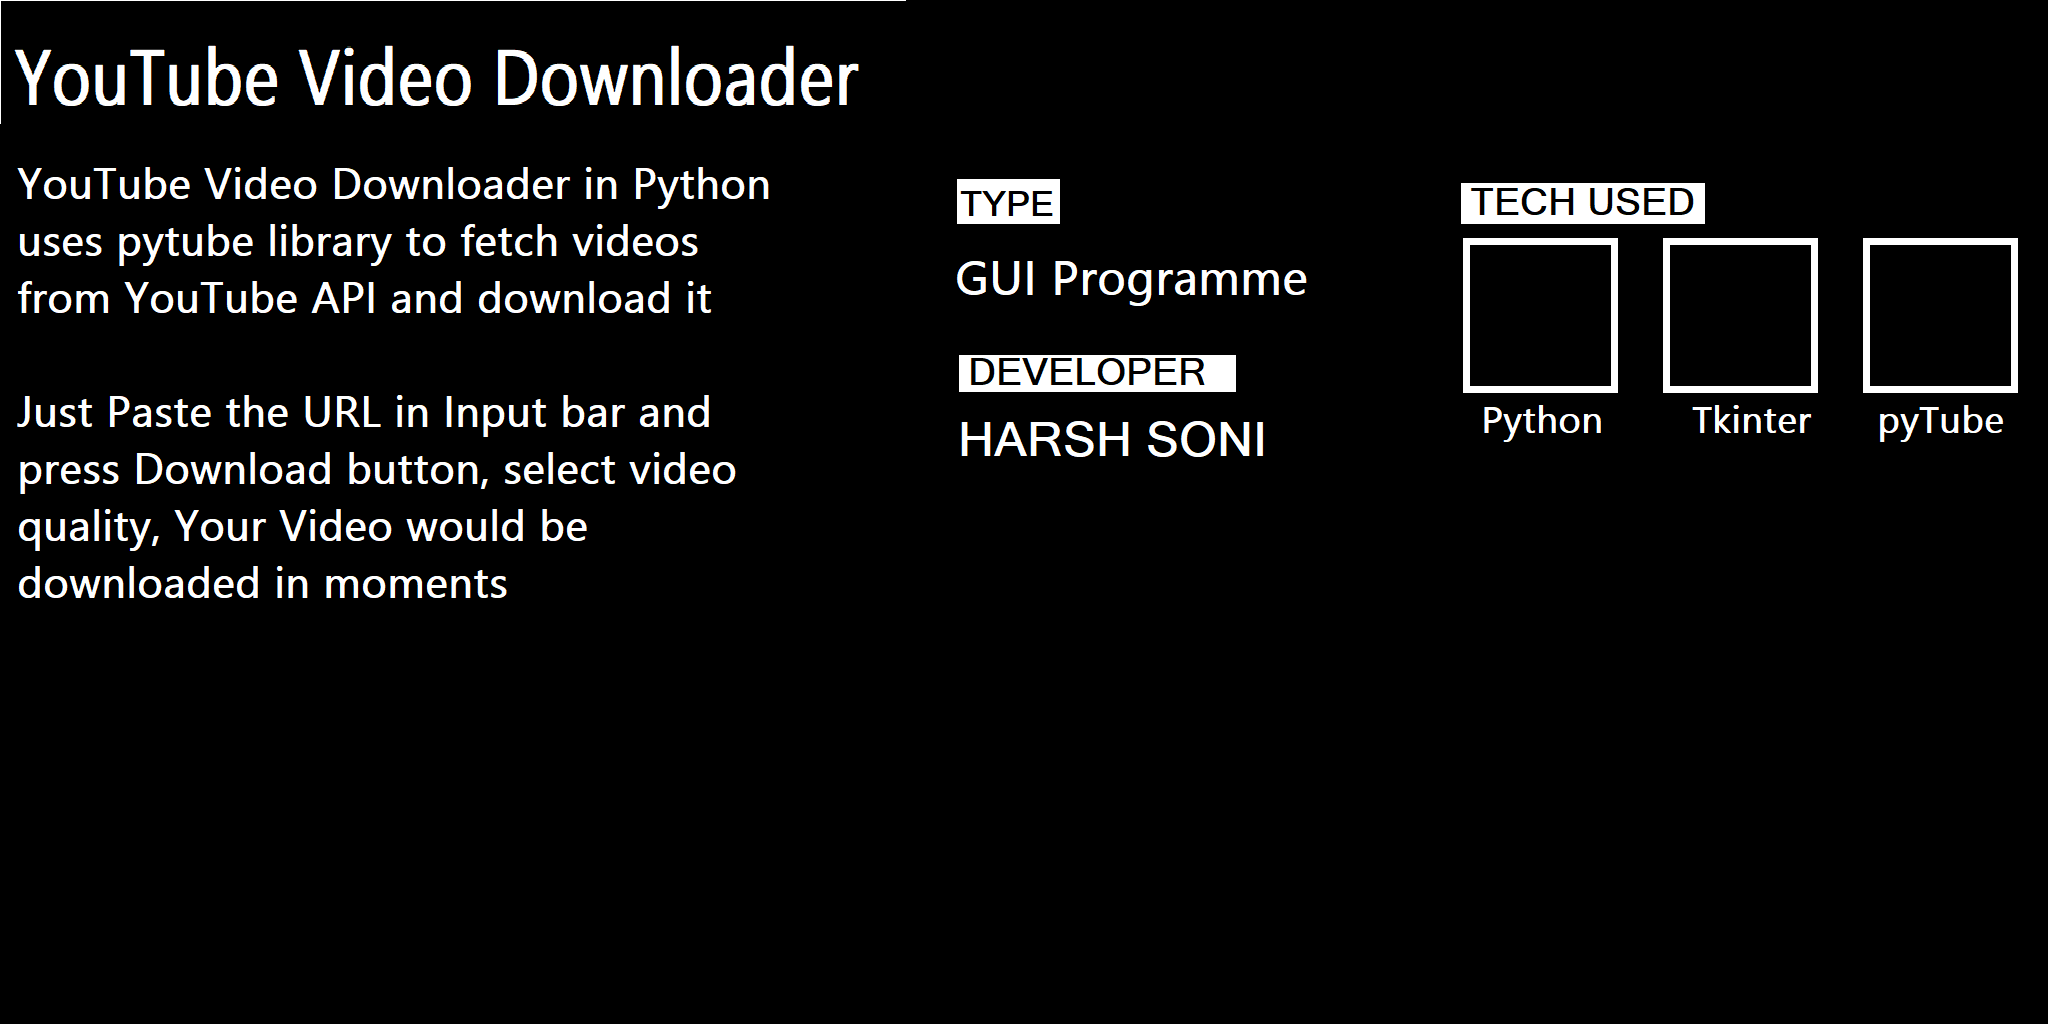 YouTube Video Downloader
YouTube Video Downloader in Python
uses pytube library to fetch videos
from YouTube API and download it
Just Paste the URL in Input bar and
press Download button, select video
quality, Your Video would be
downloaded in moments
TYPE
GUI Programme
DEVELOPER
HARSH SONI
TECH USED
Python
Tkinter
pyTube